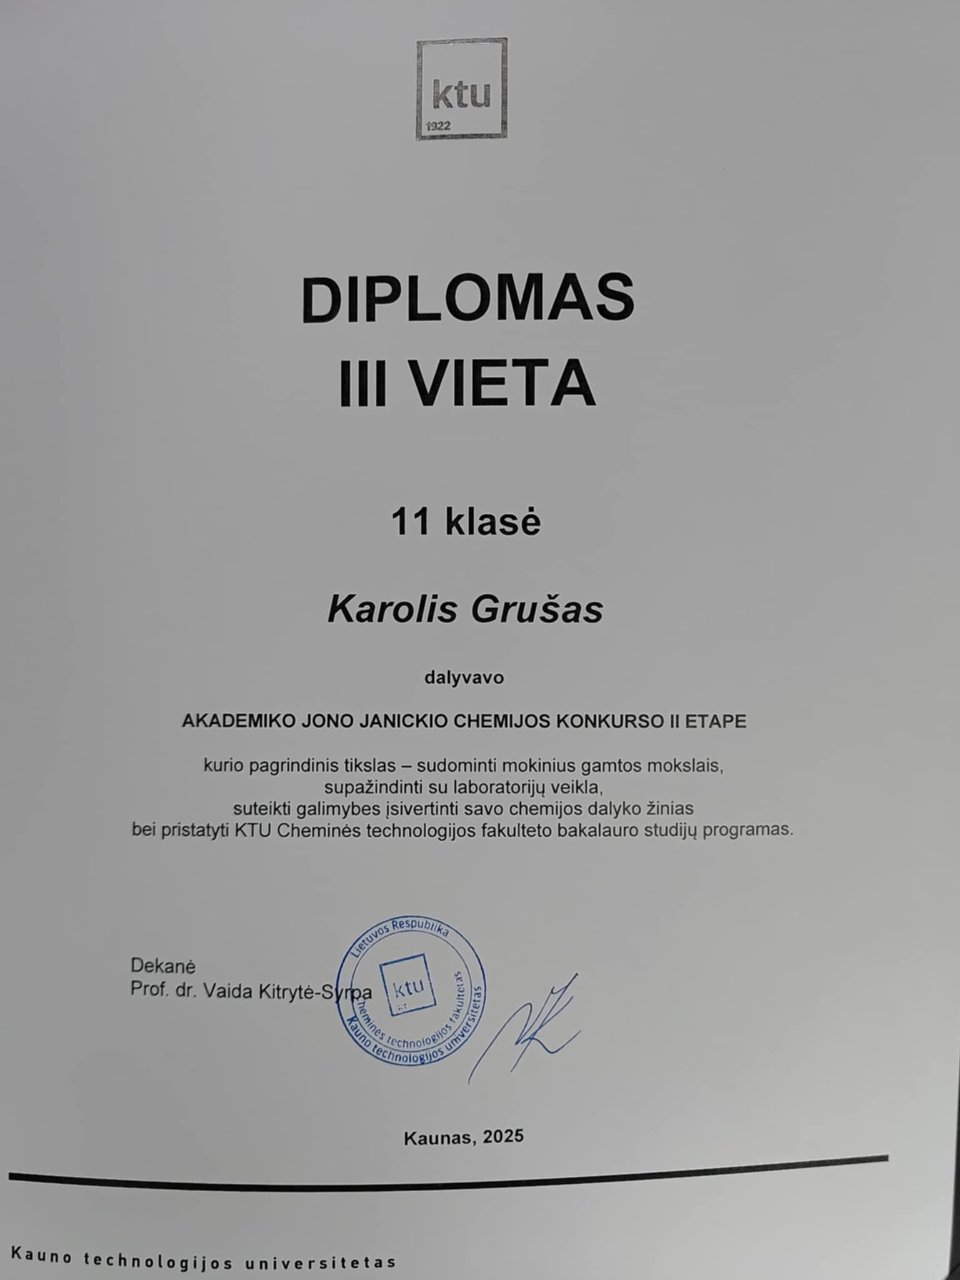 ktu
1922
DIPLOMAS
III VIETA
11 klasė
Karolis Grušas
dalyvavo
AKADEMIKO JONO JANICKIO CHEMIJOS KONKURSO II ETAPE
kurio pagrindinis tikslas – sudominti mokinius gamtos mokslais,
supažindinti su laboratorijų veikla,
suteikti galimybes įsivertinti savo chemijos dalyko žinias
bei pristatyti KTU Cheminės technologijos fakulteto bakalauro studijų programas.
Dekanė
Prof. dr. Vaida Kitrytė-Syrpa
Lietuvos Respublika
Kauno technologijos universitetas
Cheminės technologijos fakultetas
ktu
Kaunas, 2025
Kauno technologijos universitetas